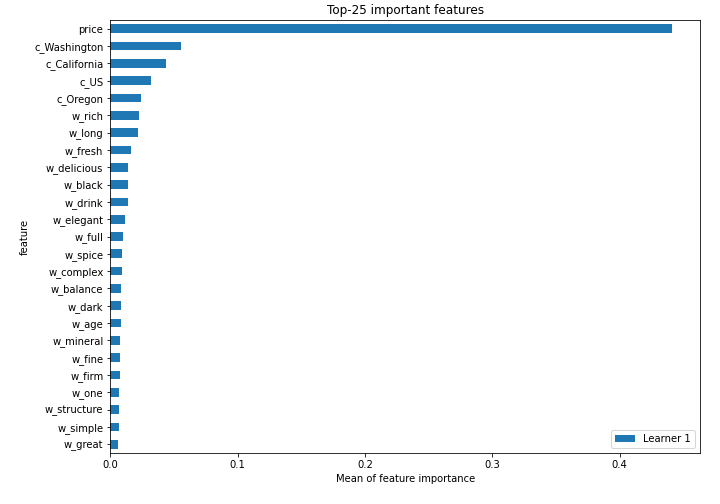 Top-25 important features
price
c_Washington
c_California
c_US
c_Oregon
w_rich
w_long
w_fresh
w_delicious
w_black
w_drink
w_elegant
w_full
w_spice
w_complex
w_balance
w_dark
w_age
w_mineral
w_fine
w_firm
w_one
w_structure
w_simple
w_great
feature
Learner 1
0.0 0.1 0.2 0.3 0.4
Mean of feature importance